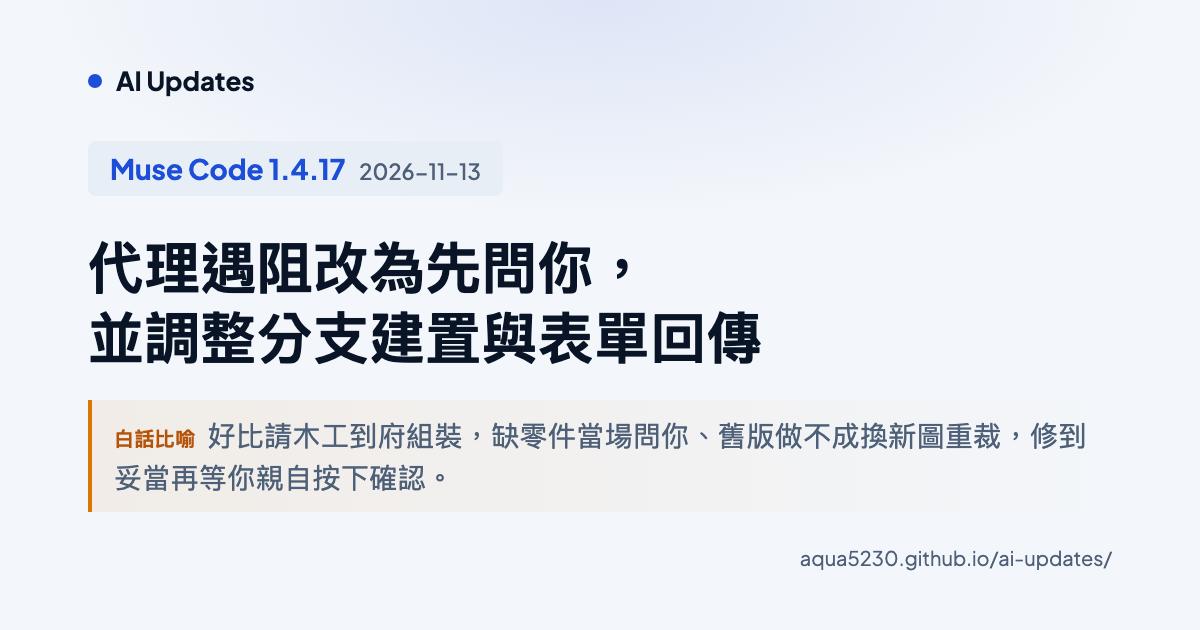 AI Updates
Muse Code 1.4.17 2026-11-13
代理遇阻改為先問你，
並調整分支建置與表單回傳
白話比喻 好比請木工到府組裝，缺零件當場問你、舊版做不成換新圖重裁，修到
妥當再等你親自按下確認。
aqua5230.github.io/ai-updates/